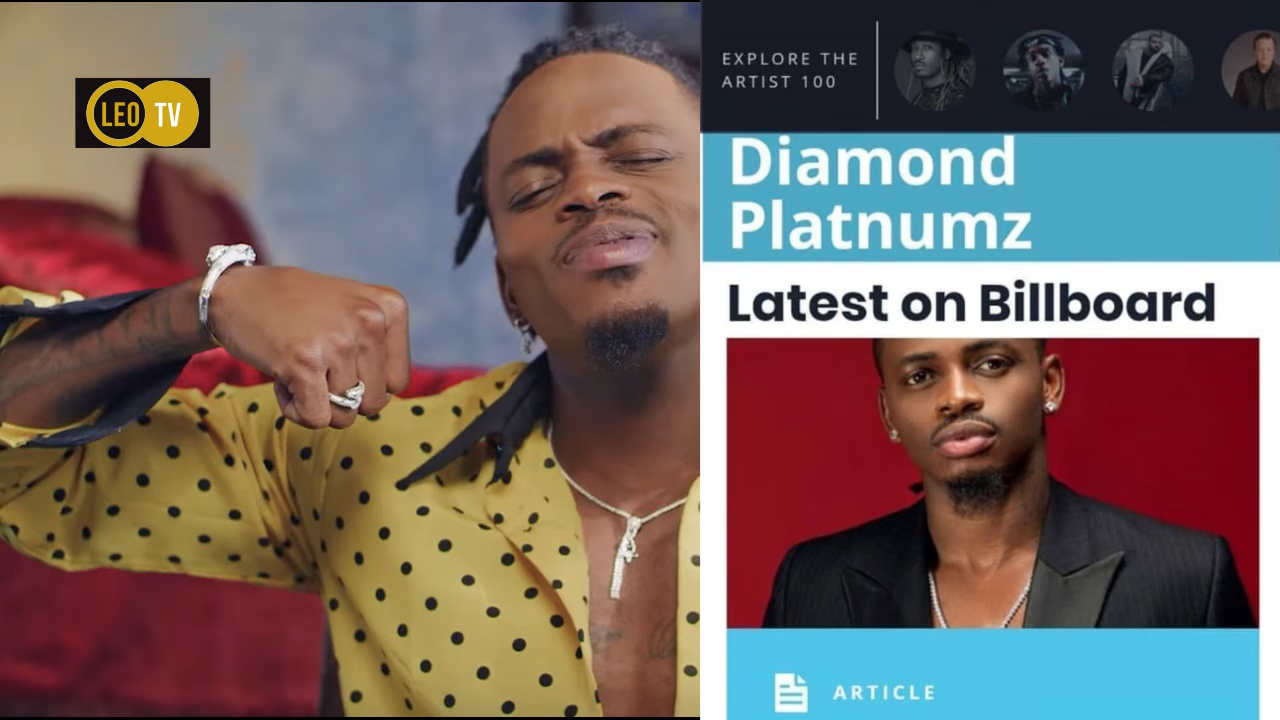 LEO TV
EXPLORE THE
ARTIST 100
Diamond
Platnumz
Latest on Billboard
ARTICLE